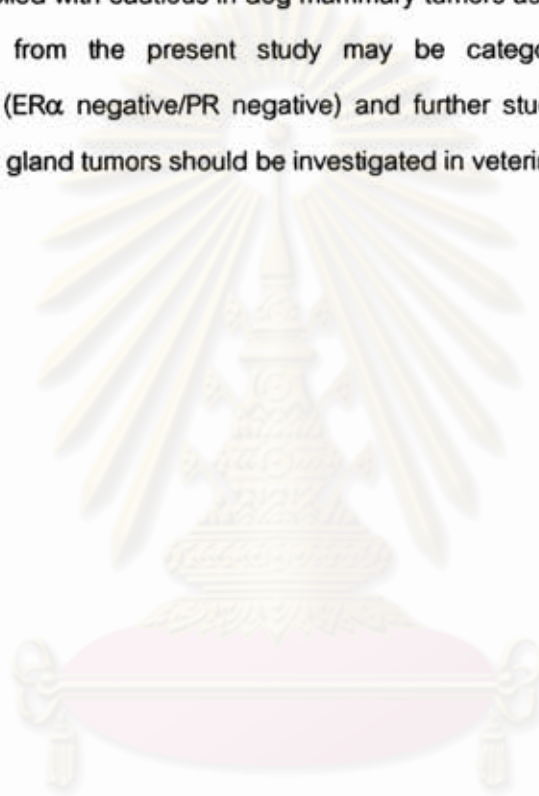 with cautious in dog mammary tumors
from the present study may be
(ERα negative/PR negative) and further
gland tumors should be investigated in